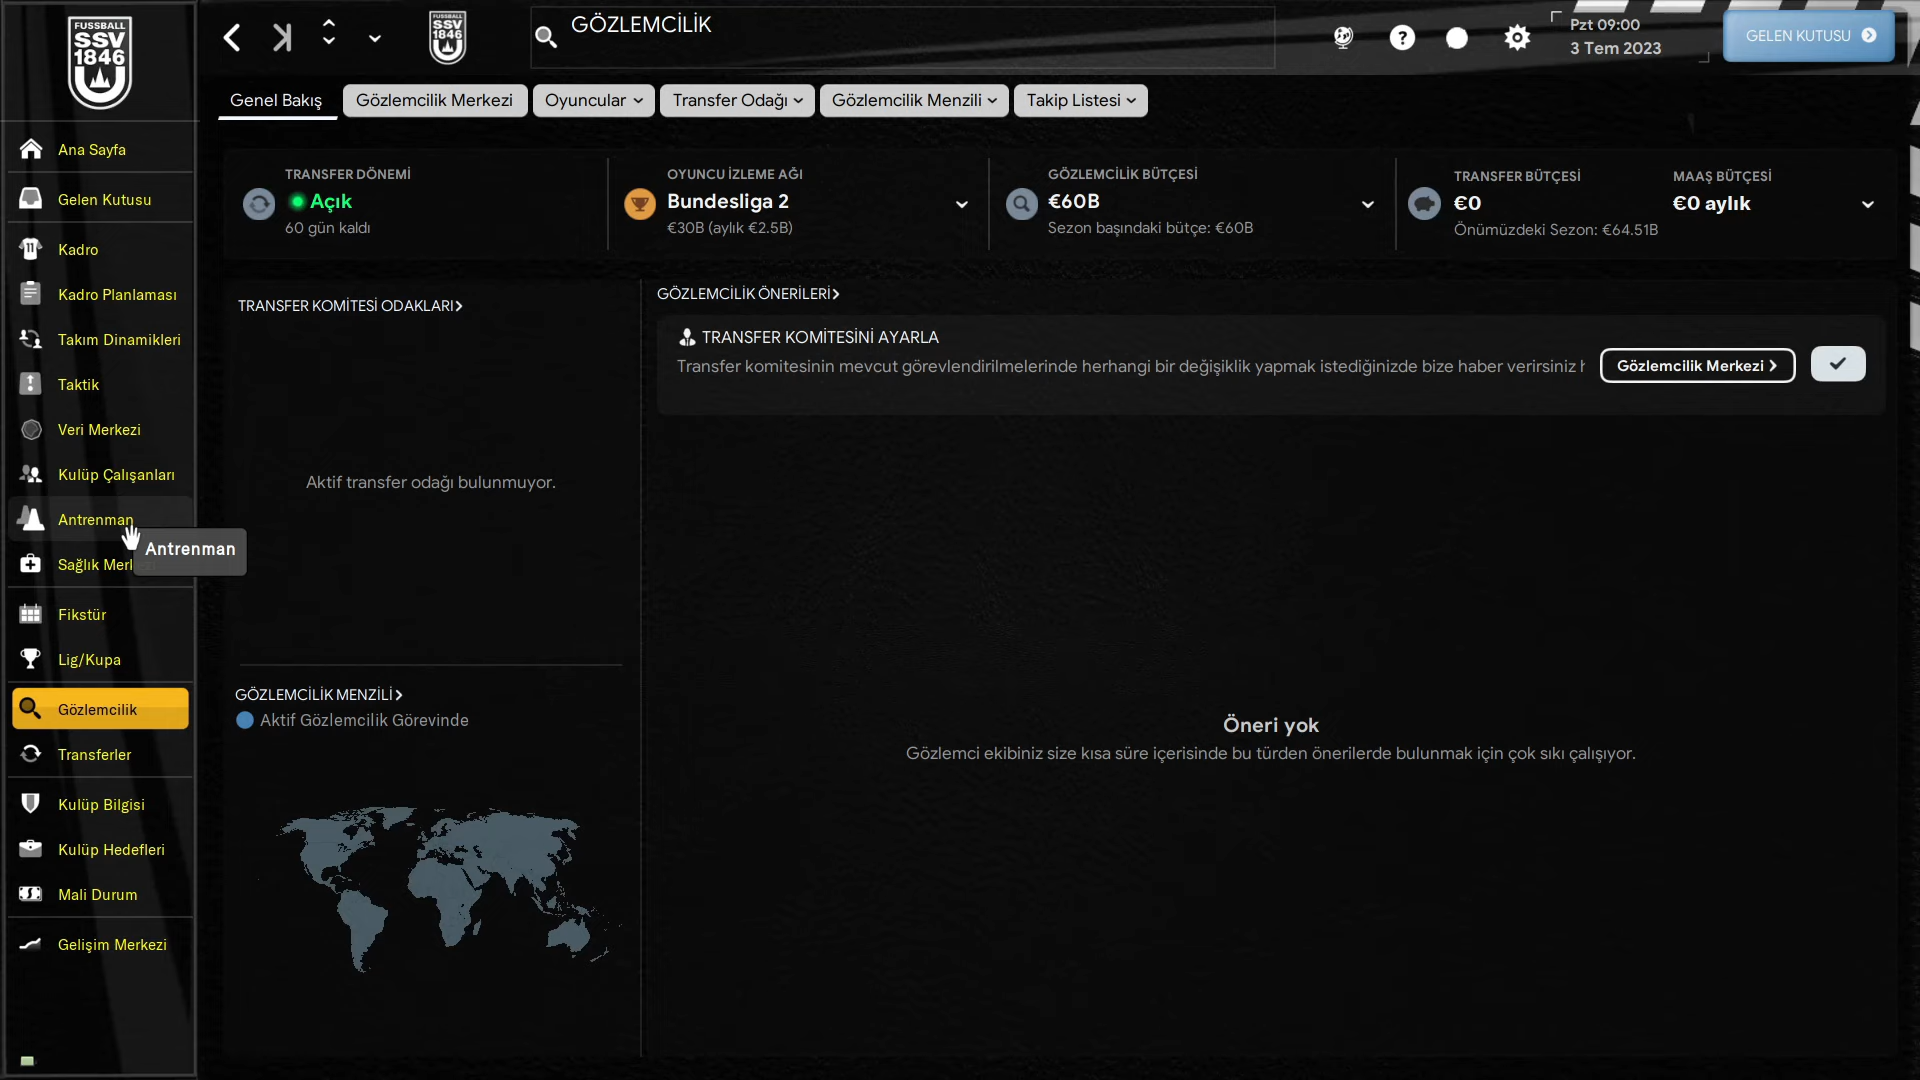 FUSSBALL
SSV
1846
FUSSBALL
SSV
1846
GÖZLEMCİLİK
Pzt 09:00
3 Tem 2023
GELEN KUTUSU
Genel Bakış
Gözlemcilik Merkezi
Oyuncular
Transfer Odağı
Gözlemcilik Menzili
Takip Listesi
Ana Sayfa
Gelen Kutusu
Kadro
Kadro Planlaması
Takım Dinamikleri
Taktik
Veri Merkezi
Kulüp Çalışanları
Antrenman
Antrenman
Sağlık Mer
Fikstür
Lig/Kupa
Gözlemcilik
Transferler
Kulüp Bilgisi
Kulüp Hedefleri
Mali Durum
Gelişim Merkezi
TRANSFER DÖNEMİ
Açık
60 gün kaldı
OYUNCU İZLEME AĞI
Bundesliga 2
€30B (aylık €2.5B)
GÖZLEMCİLİK BÜTÇESİ
€60B
Sezon başındaki bütçe: €60B
TRANSFER BÜTÇESİ
€0
MAAŞ BÜTÇESİ
€0 aylık
Önümüzdeki Sezon: €64.51B
TRANSFER KOMİTESİ ODAKLARI
Aktif transfer odağı bulunmuyor.
GÖZLEMCİLİK MENZİLİ
Aktif Gözlemcilik Görevinde
GÖZLEMCİLİK ÖNERİLERİ
TRANSFER KOMİTESİNİ AYARLA
Transfer komitesinin mevcut görevlendirilmelerinde herhangi bir değişiklik yapmak istediğinizde bize haber verirsiniz
Gözlemcilik Merkezi
Öneri yok
Gözlemci ekibiniz size kısa süre içerisinde bu türden önerilerde bulunmak için çok sıkı çalışıyor.